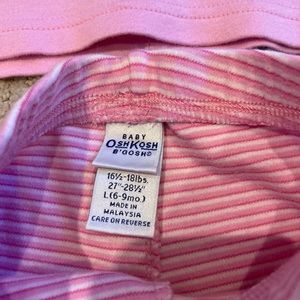 BABY
OSHKOSH
B'GOSH®
16½-18lbs.
27"-28½"
L(6-9mo.)
MADE IN
MALAYSIA
CARE ON REVERSE